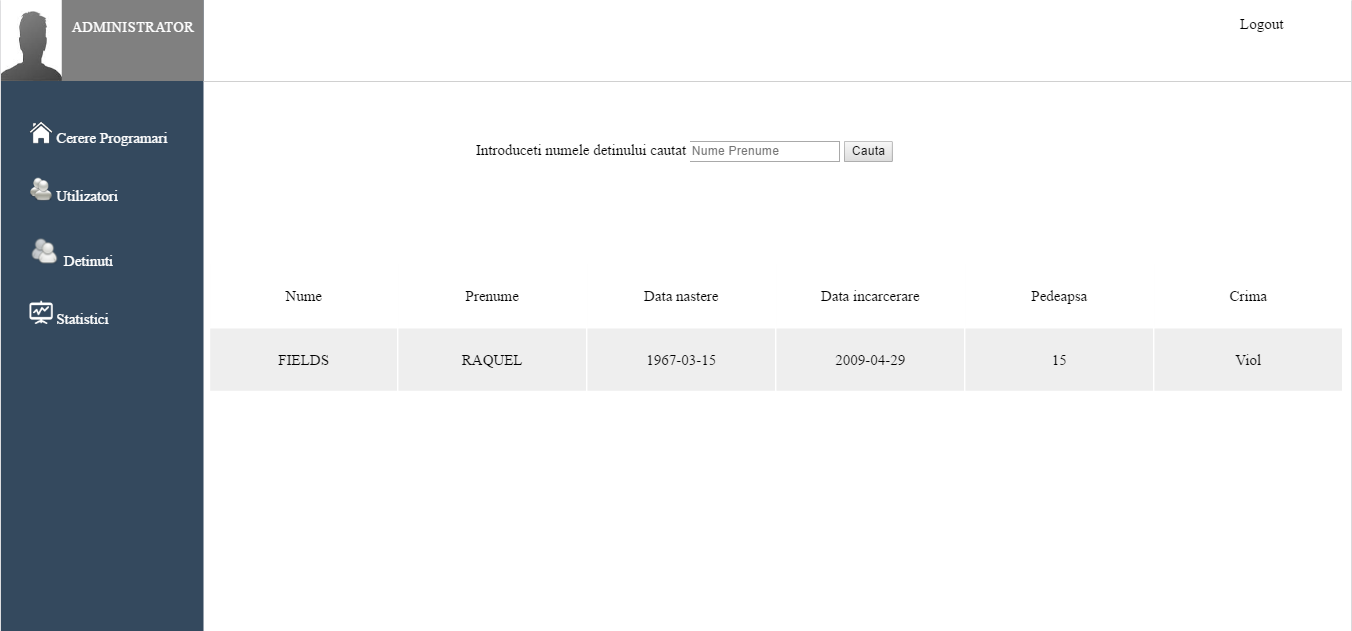 ADMINISTRATOR
Logout
Cerere Programari
Utilizatori
Detinuti
Statistici
Introduceti numele detinului cautat Nume Prenume Cauta
Nume Prenume Data nastere Data incarcerare Pedeapsa Crima
FIELDS RAQUEL 1967-03-15 2009-04-29 15 Viol